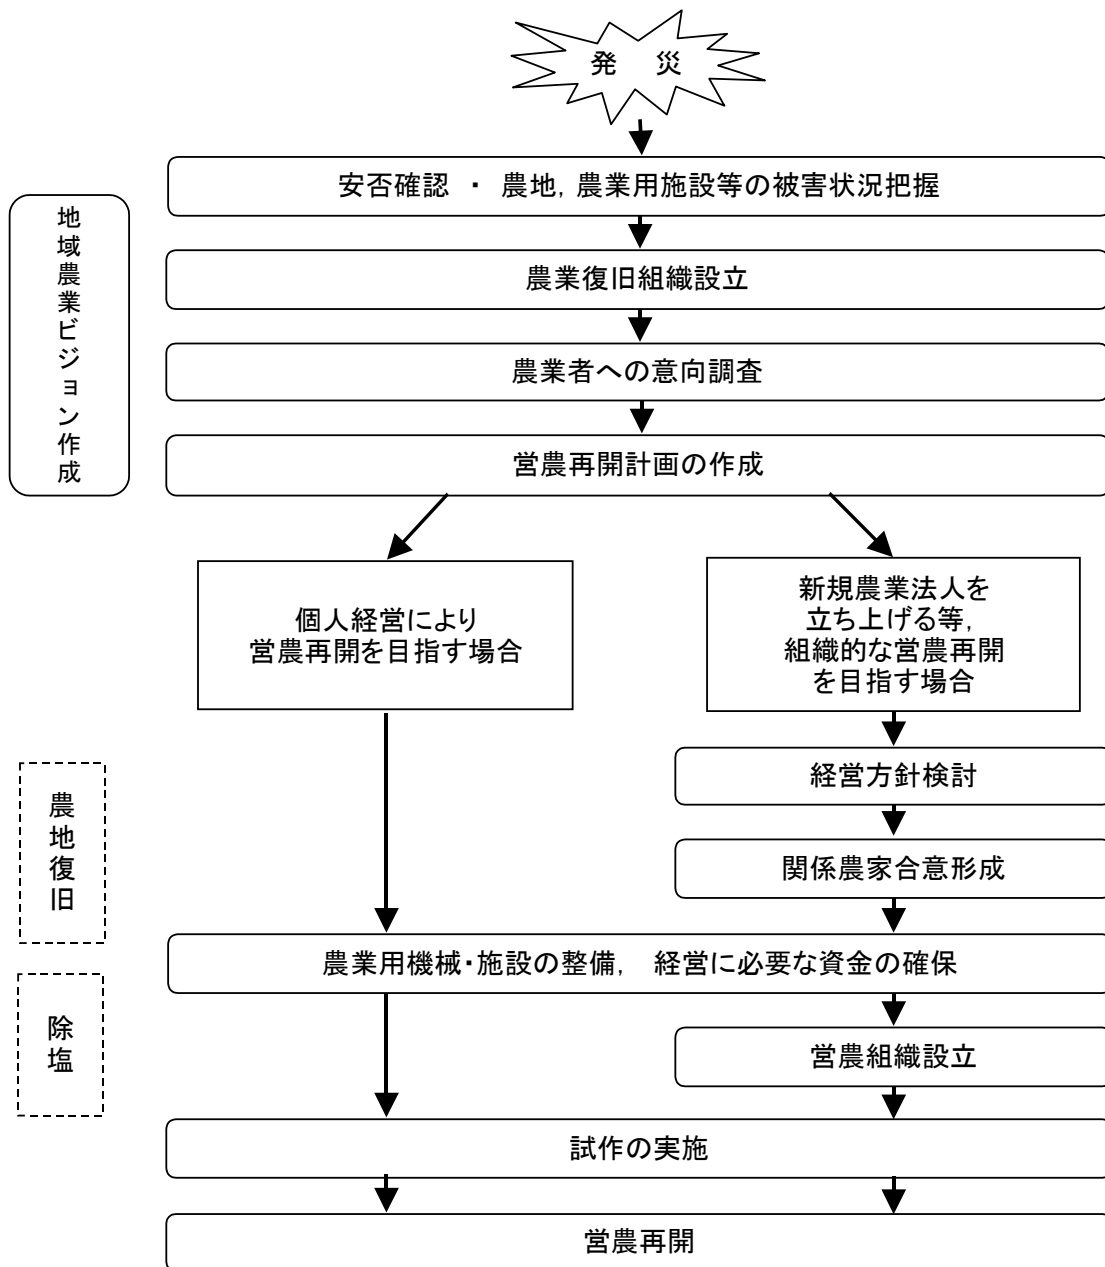 発　災
安否確認　・　農地，農業用施設等の被害状況把握
地域農業ビジョン作成
農業復旧組織設立
農業者への意向調査
営農再開計画の作成
個人経営により
営農再開を目指す場合
新規農業法人を
立ち上げる等，
組織的な営農再開
を目指す場合
経営方針検討
農地復旧
関係農家合意形成
農業用機械・施設の整備，　経営に必要な資金の確保
除塩
営農組織設立
試作の実施
営農再開